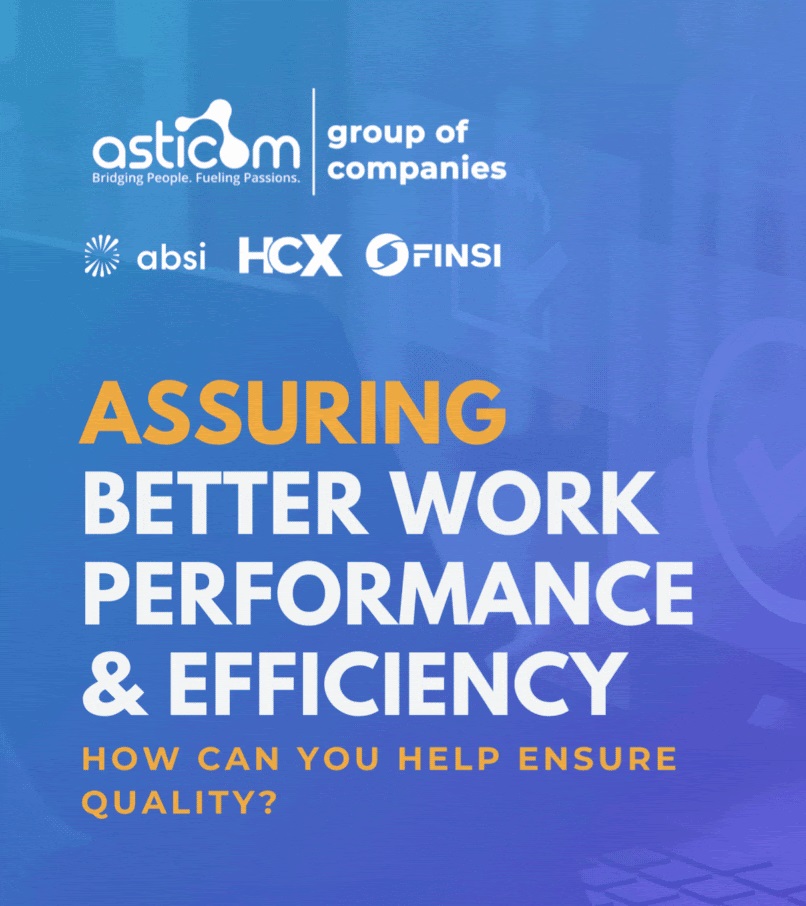 asticom
Bridging People. Fueling Passions.
group of
companies
absi HCX FINSI
ASSURING
BETTER WORK
PERFORMANCE
& EFFICIENCY
HOW CAN YOU HELP ENSURE
QUALITY?